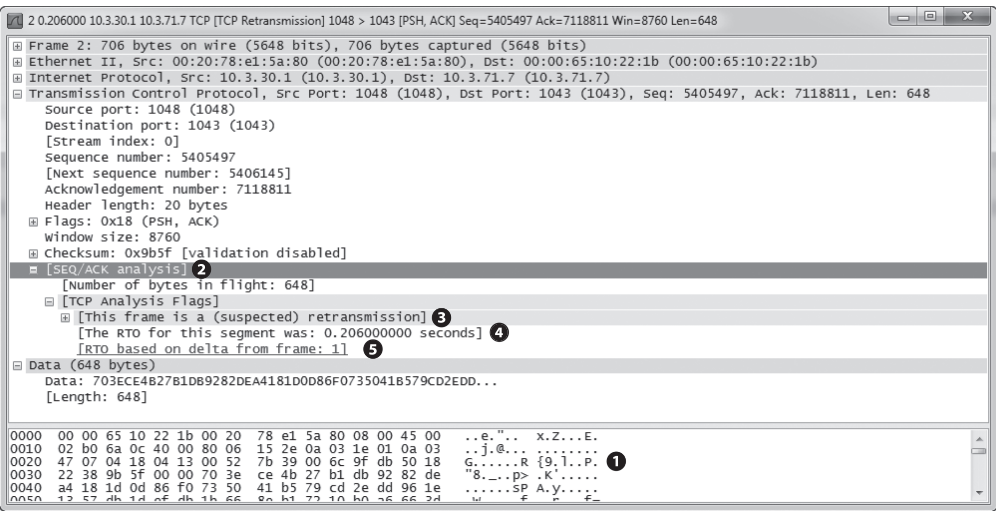 2 0.206000 10.3.30.1 10.3.71.7 TCP [TCP Retransmission] 1048 > 1043 [PSH, ACK] Seq=5405497 Ack=7118811 Win=8760 Len=648
Frame 2: 706 bytes on wire (5648 bits), 706 bytes captured (5648 bits)
Ethernet II, Src: 00:20:78:e1:5a:80 (00:20:78:e1:5a:80), Dst: 00:00:65:10:22:1b (00:00:65:10:22:1b)
Internet Protocol, Src: 10.3.30.1 (10.3.30.1), Dst: 10.3.71.7 (10.3.71.7)
Transmission Control Protocol, Src Port: 1048 (1048), Dst Port: 1043 (1043), Seq: 5405497, Ack: 7118811, Len: 648
Source port: 1048 (1048)
Destination port: 1043 (1043)
[Stream index: 0]
Sequence number: 5405497
[Next sequence number: 5406145]
Acknowledgement number: 7118811
Header length: 20 bytes
Flags: 0x18 (PSH, ACK)
Window size: 8760
Checksum: 0x9b5f [validation disabled]
[SEQ/ACK analysis] 2
[Number of bytes in flight: 648]
[TCP Analysis Flags]
[This frame is a (suspected) retransmission] 3
[The RTO for this segment was: 0.206000000 seconds] 4
[RTO based on delta from frame: 1] 5
Data (648 bytes)
Data: 703ECE4B27B1DB9282DEA4181D0D86F0735041B579CD2EDD...
[Length: 648]
0000 00 00 65 10 22 1b 00 20 78 e1 5a 80 08 00 45 00 ..e.".. x.Z...E.
0010 02 b0 6a 0c 40 00 80 06 15 2e 0a 03 1e 01 0a 03 ..j.@... ........
0020 47 07 04 18 04 13 00 52 7b 39 00 6c 9f db 50 18 G......R {9.l..P. 1
0030 22 38 9b 5f 00 00 70 3e ce 4b 27 b1 db 92 82 de "8._..p> .K'.....
0040 a4 18 1d 0d 86 f0 73 50 41 b5 79 cd 2e dd 96 1e ......sP A.y.....